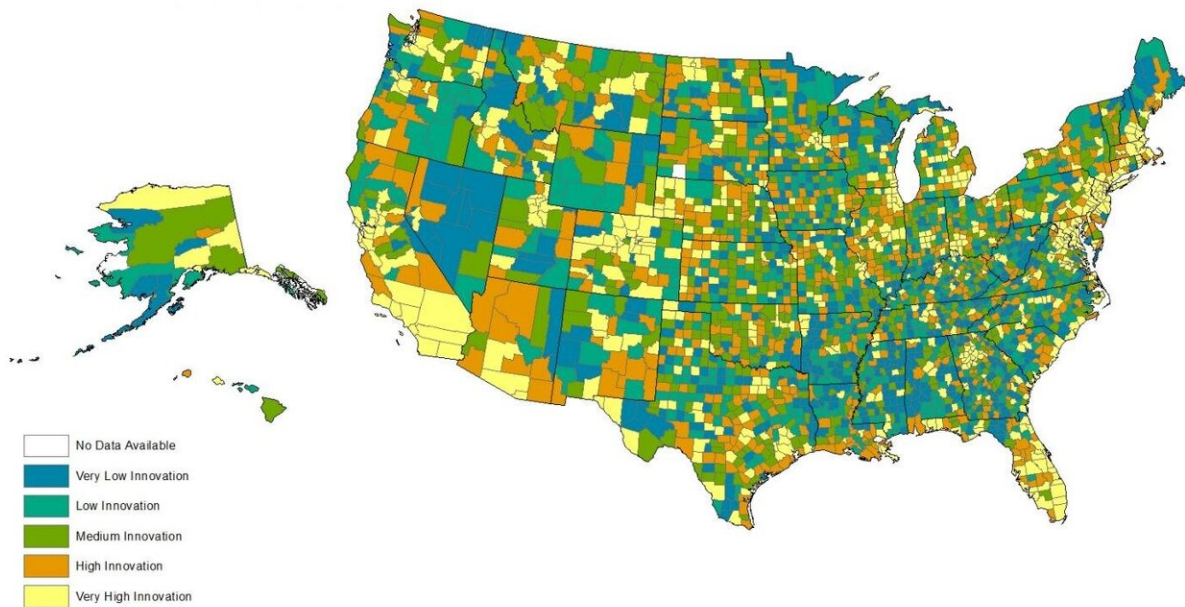 No Data Available
Very Low Innovation
Low Innovation
Medium Innovation
High Innovation
Very High Innovation